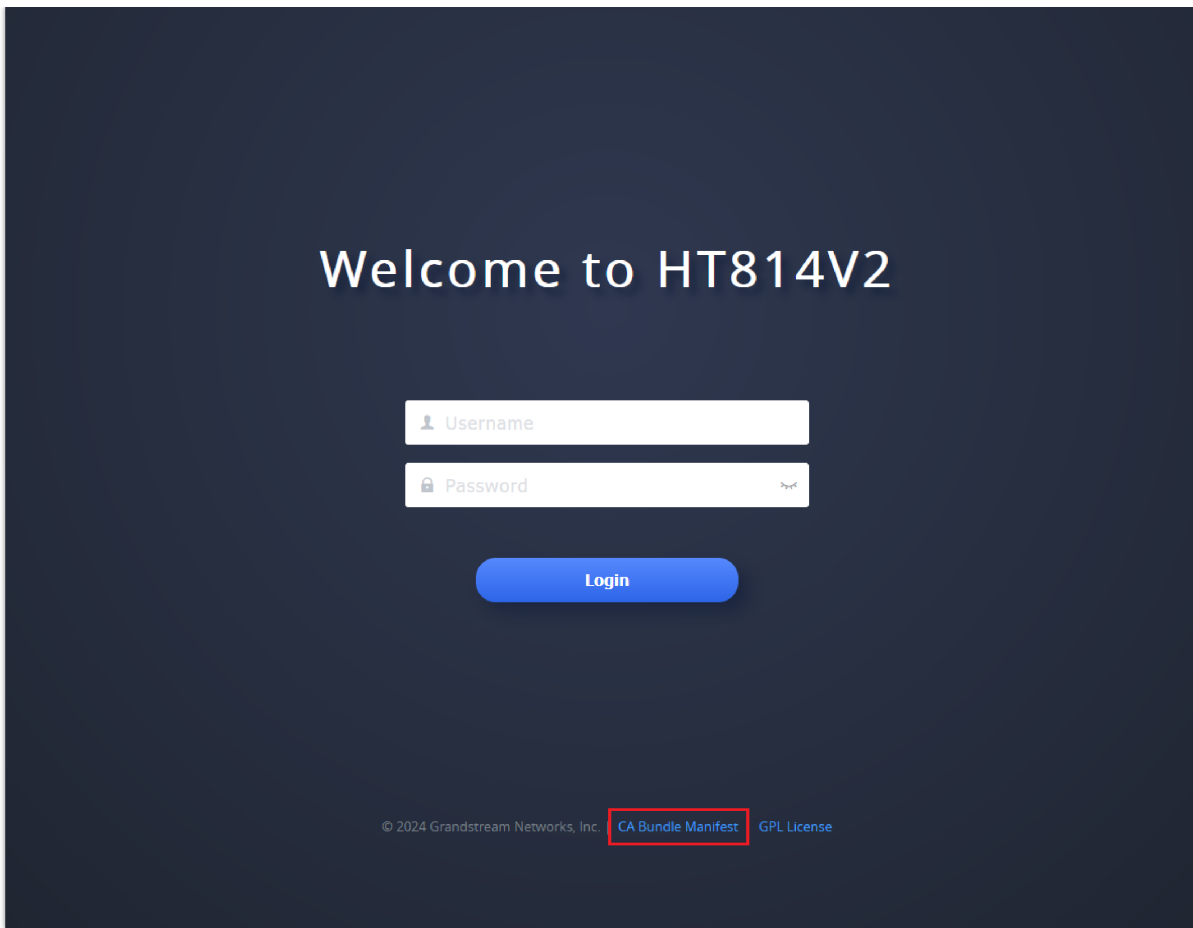 Welcome to HT814V2
Username
Password
Login
© 2024 Grandstream Networks, Inc. | CA Bundle Manifest GPL License